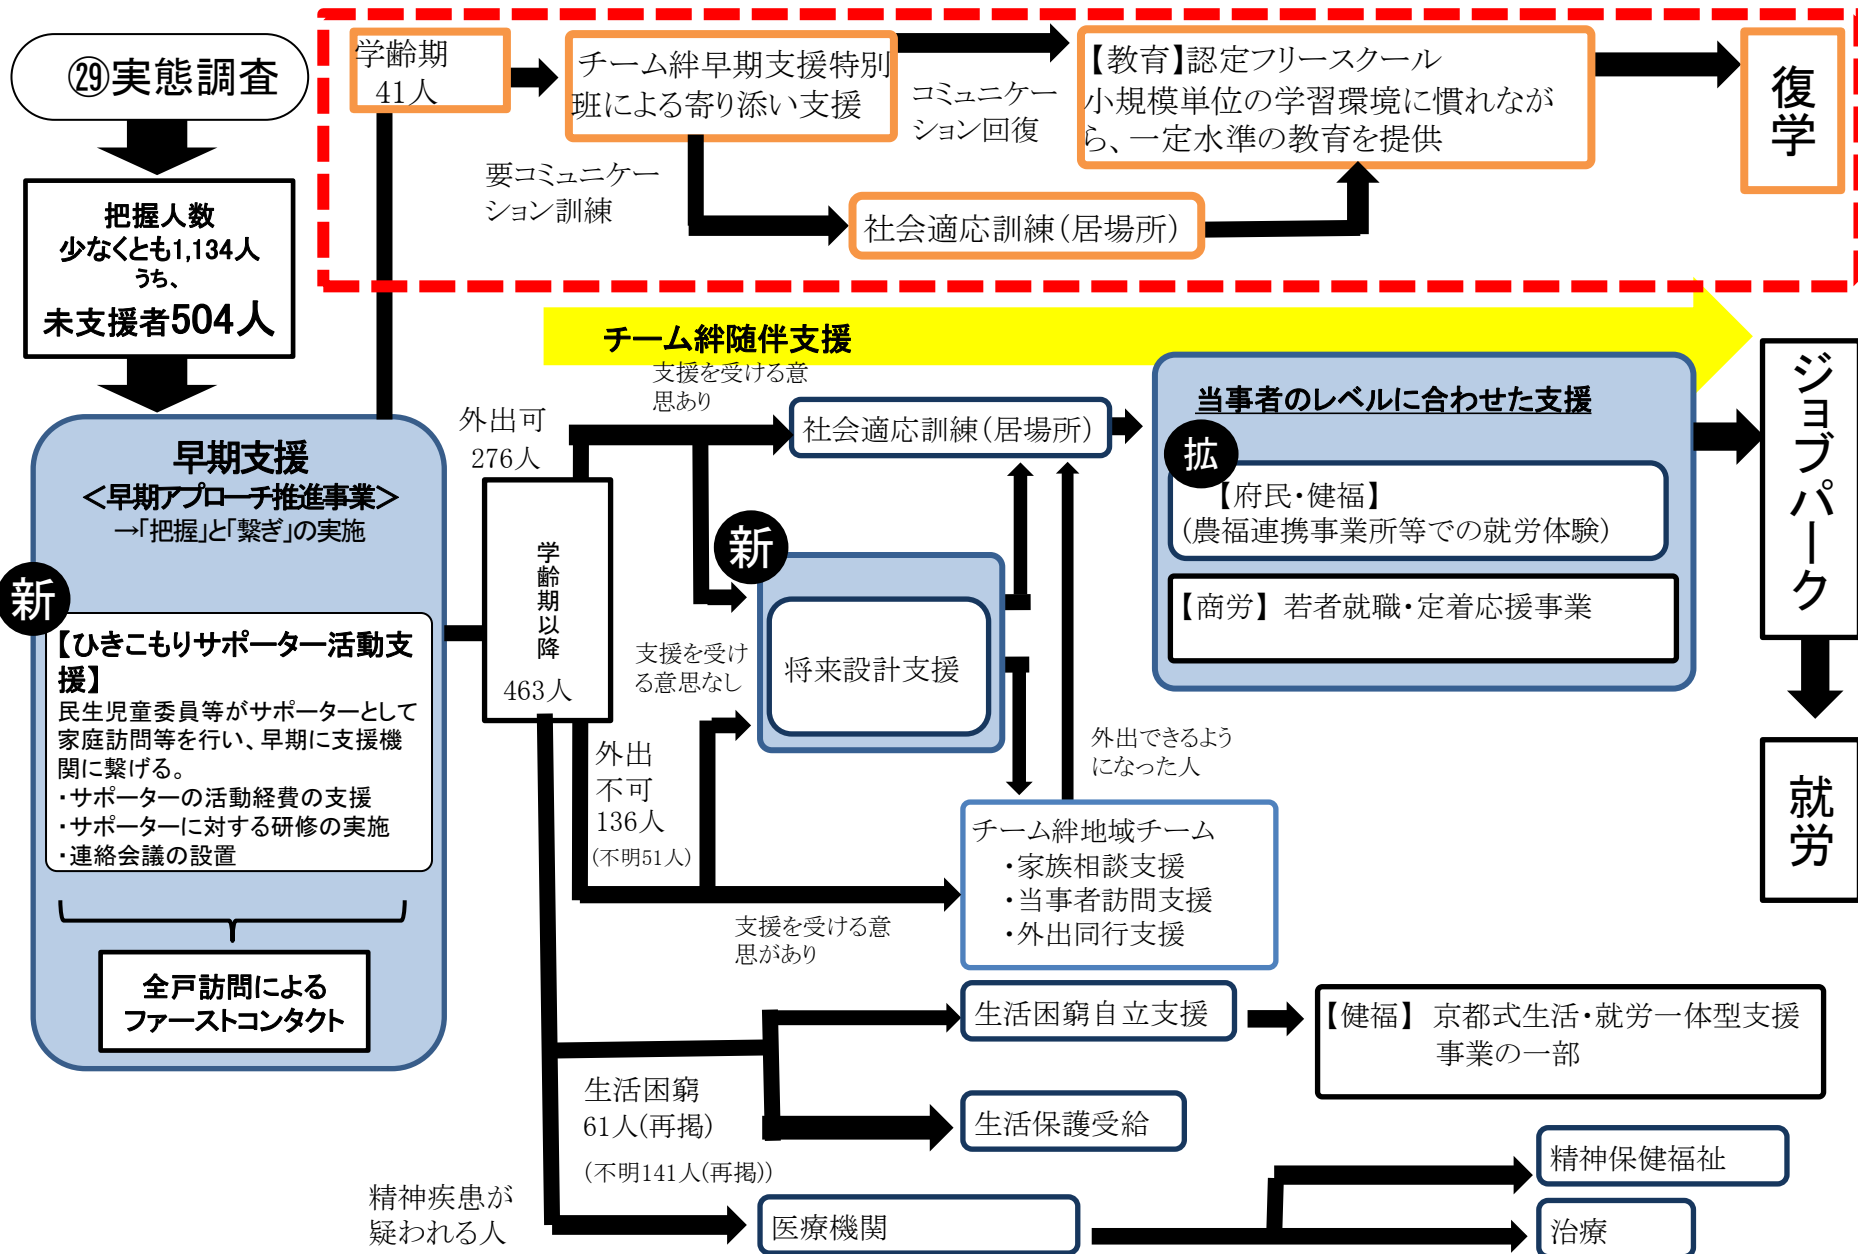 ㉙実態調査
把握人数
少なくとも1,134人
うち、
未支援者504人
早期支援
＜早期アプローチ推進事業＞
→「把握」と「繋ぎ」の実施
新
【ひきこもりサポーター活動支
援】
民生児童委員等がサポーターとして
家庭訪問等を行い、早期に支援機
関に繋げる。
・サポーターの活動経費の支援
・サポーターに対する研修の実施
・連絡会議の設置
全戸訪問による
ファーストコンタクト
学齢期
41人
チーム絆早期支援特別
班による寄り添い支援
コミュニケー
ション回復
要コミュニケー
ション訓練
社会適応訓練（居場所）
【教育】認定フリースクール
小規模単位の学習環境に慣れなが
ら、一定水準の教育を提供
復学
チーム絆随伴支援
学齢期以降
463人
外出可
276人
支援を受ける意
思あり
社会適応訓練（居場所）
新
将来設計支援
支援を受け
る意思なし
外出
不可
136人
(不明51人)
支援を受ける意
思があり
外出できるよう
になった人
チーム絆地域チーム
・家族相談支援
・当事者訪問支援
・外出同行支援
当事者のレベルに合わせた支援
拡
【府民・健福】
(農福連携事業所等での就労体験)
【商労】 若者就職・定着応援事業
ジョブパーク
就労
生活困窮
61人(再掲)
(不明141人(再掲))
生活困窮自立支援
【健福】 京都式生活・就労一体型支援
事業の一部
生活保護受給
精神疾患が
疑われる人
医療機関
精神保健福祉
治療